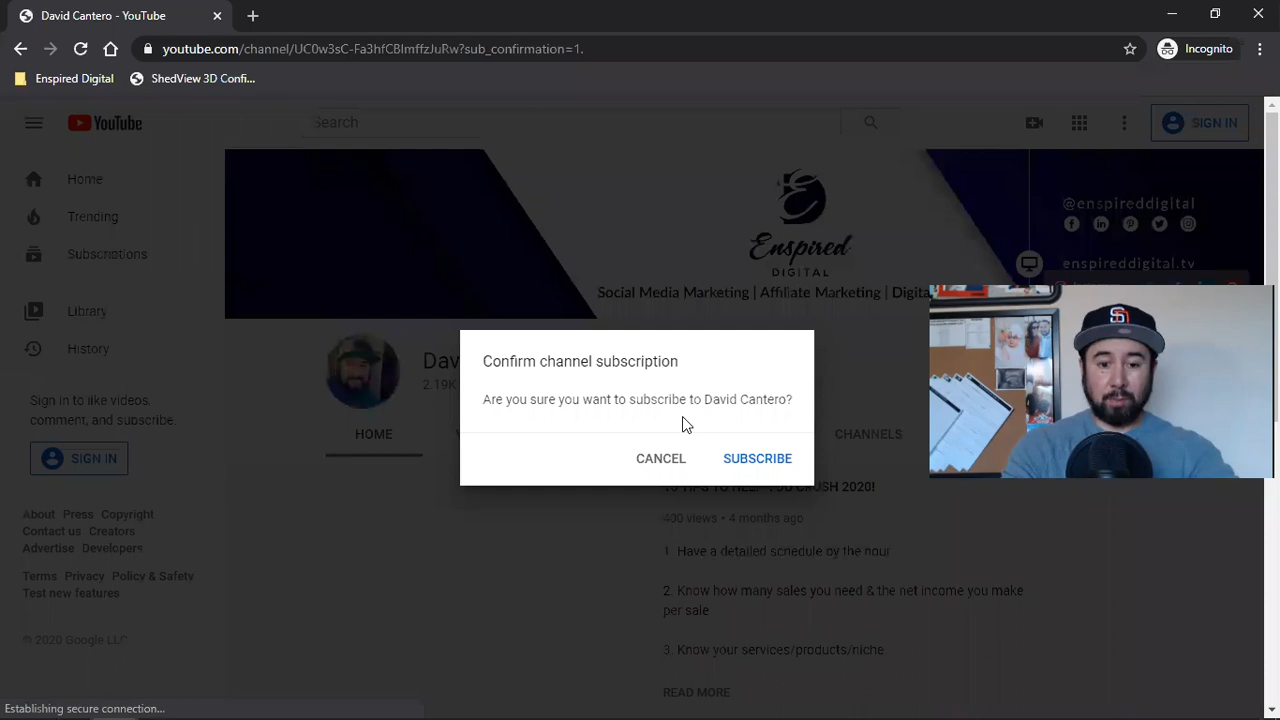 David Cantero - YouTube
youtube.com/channel/UC0w3sC-Fa3hfCBlmffzJuRw?sub_confirmation=1.
Incognito
Enspired Digital
ShedView 3D Confi...
YouTube
Search
SIGN IN
Home
Trending
Subscriptions
Library
History
Sign in to like videos,
comment, and subscribe.
SIGN IN
About Press Copyright
Contact us Creators
Advertise Developers
Terms Privacy Policy & Safety
Test new features
© 2020 Google LLC
@enspireddigital
Enspired
DIGITAL
enspireddigital.tv
Social Media Marketing | Affiliate Marketing |
2.19K
HOME
CHANNELS
Confirm channel subscription
Are you sure you want to subscribe to David Cantero?
CANCEL
SUBSCRIBE
CRUSH 2020!
430 views • 4 months ago
1. Have a detailed schedule by the hour
2. Know how many sales you need & the net income you make
per sale
3. Know your services/products/niche
READ MORE
Establishing secure connection...